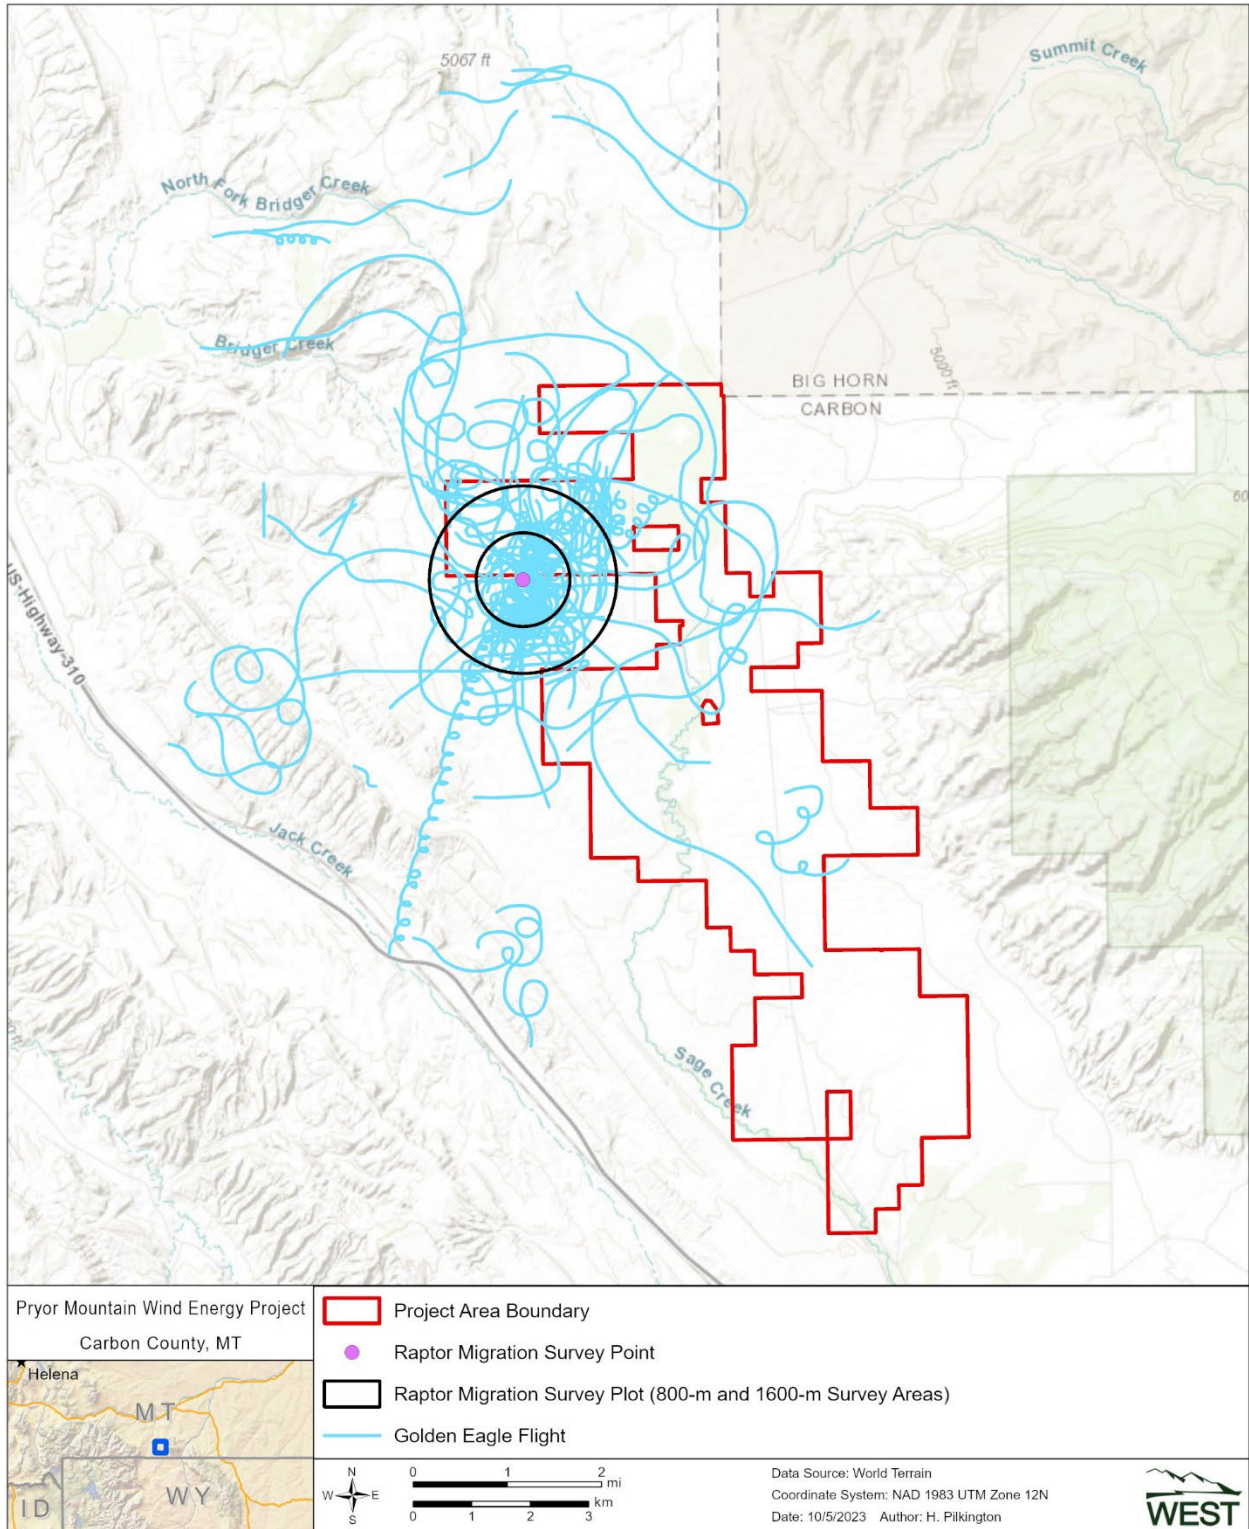 5067 ft
Summit Creek
North Fork Bridger Creek
Bridger Creek
BIG HORN
CARBON
5000 ft
50
US-Highway-310
Jack Creek
Sage Creek
Pryor Mountain Wind Energy Project
Carbon County, MT
Helena
MT
WY
ID
Project Area Boundary
Raptor Migration Survey Point
Raptor Migration Survey Plot (800-m and 1600-m Survey Areas)
Golden Eagle Flight
N
W E
S
0 1 2
mi
km
0 1 2 3
Data Source: World Terrain
Coordinate System: NAD 1983 UTM Zone 12N
Date: 10/5/2023 Author: H. Pilkington
WEST